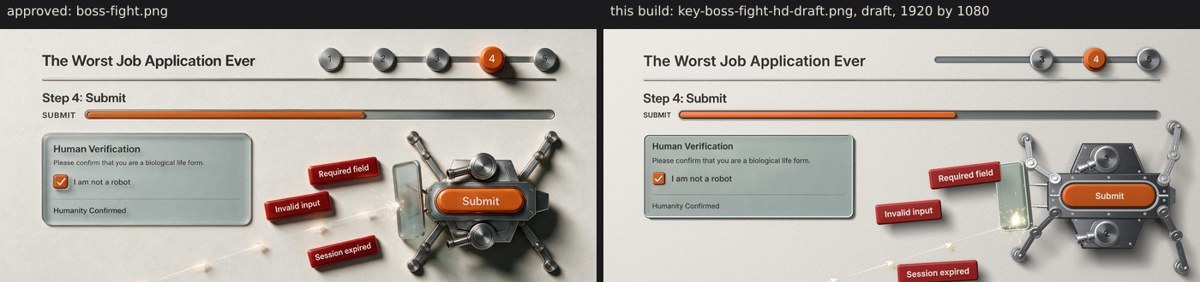 approved: boss-fight.png
The Worst Job Application Ever
1 2 3 4 5
Step 4: Submit
SUBMIT
Human Verification
Please confirm that you are a biological life form.
I am not a robot
Humanity Confirmed
Required field
Invalid input
Session expired
Submit
this build: key-boss-fight-hd-draft.png, draft, 1920 by 1080
The Worst Job Application Ever
3 4 5
Step 4: Submit
SUBMIT
Human Verification
Please confirm that you are a biological life form.
I am not a robot
Humanity Confirmed
Required field
Invalid input
Session expired
Submit